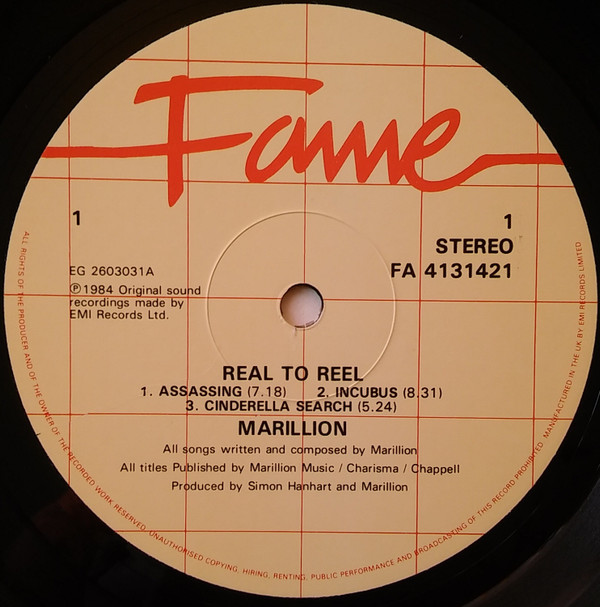 Fame
1
1
STEREO
EG 2603031A
FA 4131421
Ⓟ 1984 Original sound
recordings made by
EMI Records Ltd.
REAL TO REEL
1. ASSASSING (7.18) 2. INCUBUS (8.31)
3. CINDERELLA SEARCH (5.24)
MARILLION
All songs written and composed by Marillion
All titles Published by Marillion Music / Charisma / Chappell
Produced by Simon Hanhart and Marillion
ALL RIGHTS OF THE PRODUCER AND OF THE OWNER OF THE RECORDED WORK RESERVED. UNAUTHORISED COPYING, HIRING, RENTING, PUBLIC PERFORMANCE AND BROADCASTING OF THIS RECORD PROHIBITED. MANUFACTURED IN THE UK BY EMI RECORDS LIMITED